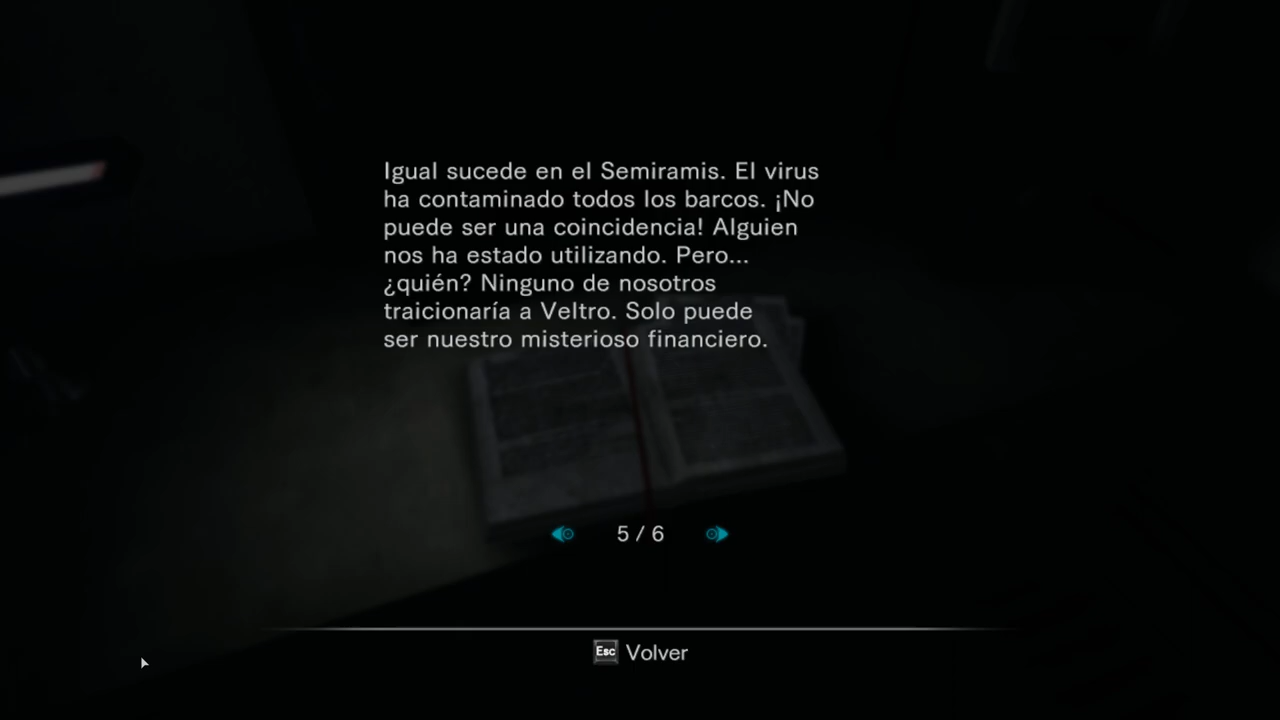 Igual sucede en el Semiramis. El virus
ha contaminado todos los barcos. ¡No
puede ser una coincidencia! Alguien
nos ha estado utilizando. Pero...
¿quién? Ninguno de nosotros
traicionaría a Veltro. Solo puede
ser nuestro misterioso financiero.
5 / 6
Esc Volver